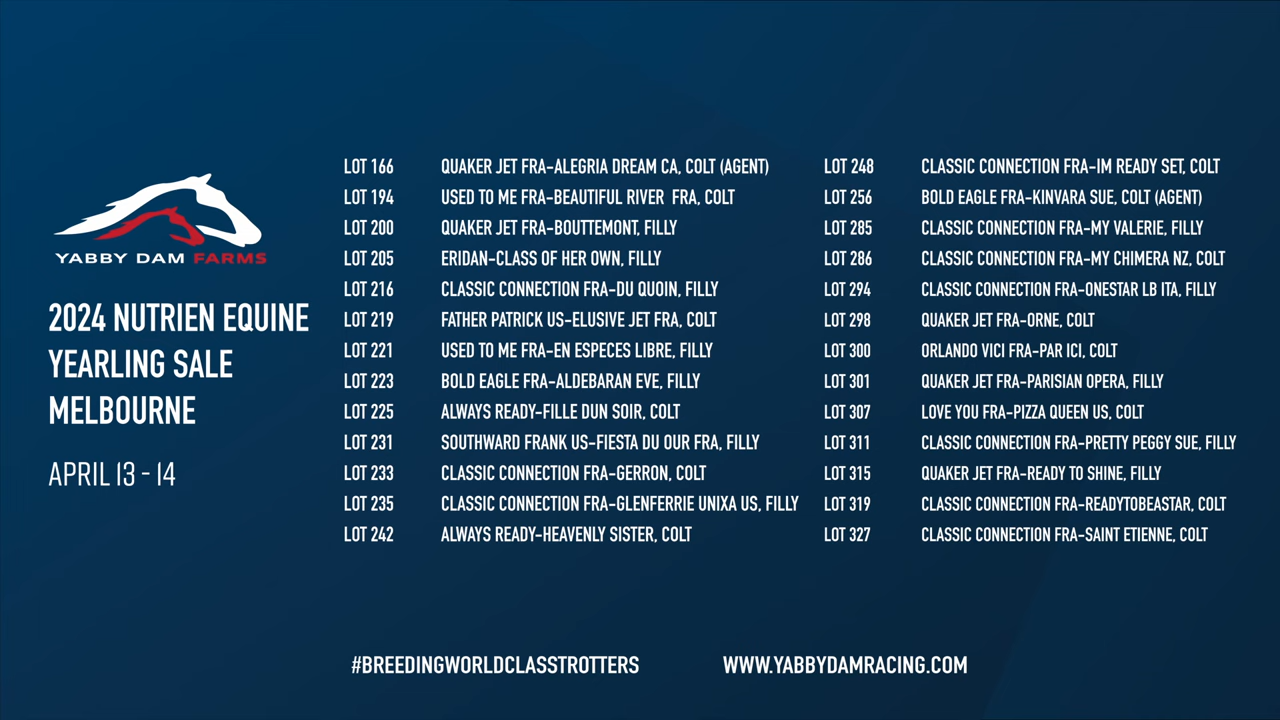 YABBY DAM FARMS
2024 NUTRIEN EQUINE
YEARLING SALE
MELBOURNE
APRIL 13 - 14
LOT 166 QUAKER JET FRA-ALEGRIA DREAM CA, COLT (AGENT)
LOT 194 USED TO ME FRA-BEAUTIFUL RIVER FRA, COLT
LOT 200 QUAKER JET FRA-BOUTTEMONT, FILLY
LOT 205 ERIDAN-CLASS OF HER OWN, FILLY
LOT 216 CLASSIC CONNECTION FRA-DU QUOIN, FILLY
LOT 219 FATHER PATRICK US-ELUSIVE JET FRA, COLT
LOT 221 USED TO ME FRA-EN ESPECES LIBRE, FILLY
LOT 223 BOLD EAGLE FRA-ALDEBARAN EVE, FILLY
LOT 225 ALWAYS READY-FILLE DUN SOIR, COLT
LOT 231 SOUTHWARD FRANK US-FIESTA DU OUR FRA, FILLY
LOT 233 CLASSIC CONNECTION FRA-GERRON, COLT
LOT 235 CLASSIC CONNECTION FRA-GLENFERRIE UNIXA US, FILLY
LOT 242 ALWAYS READY-HEAVENLY SISTER, COLT
LOT 248 CLASSIC CONNECTION FRA-IM READY SET, COLT
LOT 256 BOLD EAGLE FRA-KINVARA SUE, COLT (AGENT)
LOT 285 CLASSIC CONNECTION FRA-MY VALERIE, FILLY
LOT 286 CLASSIC CONNECTION FRA-MY CHIMERA NZ, COLT
LOT 294 CLASSIC CONNECTION FRA-ONESTAR LB ITA, FILLY
LOT 298 QUAKER JET FRA-ORNE, COLT
LOT 300 ORLANDO VICI FRA-PAR ICI, COLT
LOT 301 QUAKER JET FRA-PARISIAN OPERA, FILLY
LOT 307 LOVE YOU FRA-PIZZA QUEEN US, COLT
LOT 311 CLASSIC CONNECTION FRA-PRETTY PEGGY SUE, FILLY
LOT 315 QUAKER JET FRA-READY TO SHINE, FILLY
LOT 319 CLASSIC CONNECTION FRA-READYTOBEASTAR, COLT
LOT 327 CLASSIC CONNECTION FRA-SAINT ETIENNE, COLT
#BREEDINGWORLDCLASSTROTTERS
WWW.YABBYDAMRACING.COM